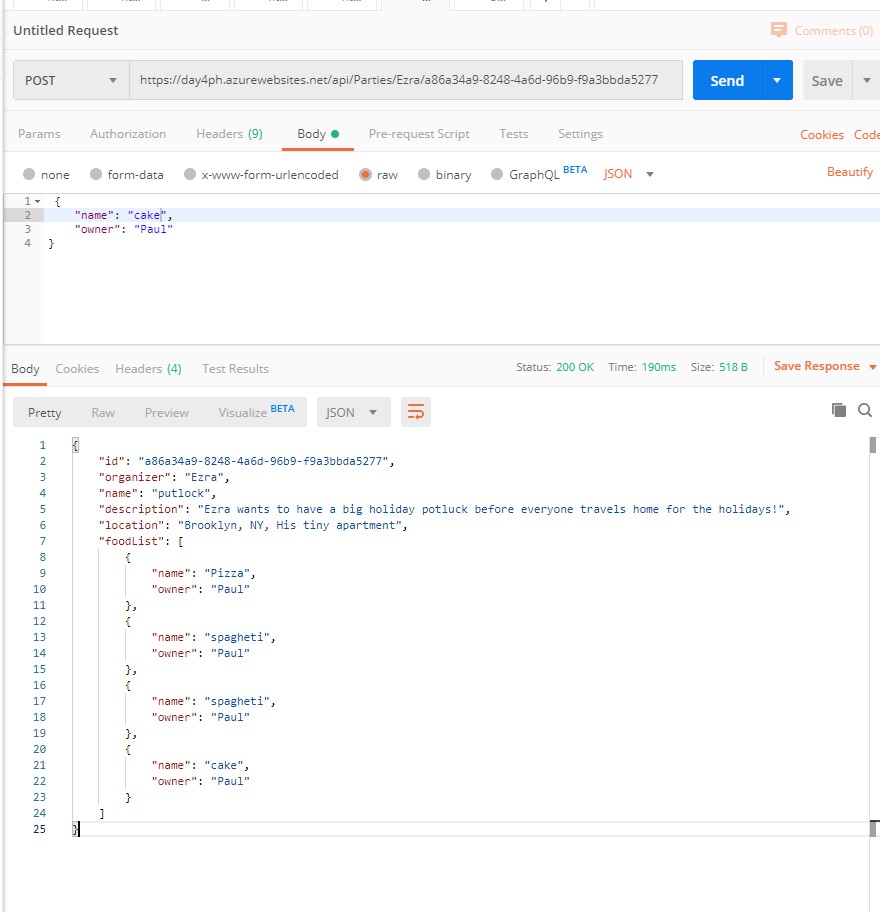 Untitled Request
Comments (0)
POST
https://day4ph.azurewebsites.net/api/Parties/Ezra/a86a34a9-8248-4a6d-96b9-f9a3bbda5277
Send
Save
Params Authorization Headers (9) Body Pre-request Script Tests Settings Cookies Code
none form-data x-www-form-urlencoded raw binary GraphQL BETA JSON Beautify
1 {
2 "name": "cake",
3 "owner": "Paul"
4 }
Body Cookies Headers (4) Test Results Status: 200 OK Time: 190ms Size: 518 B Save Response
Pretty Raw Preview Visualize BETA JSON
1 {
2 "id": "a86a34a9-8248-4a6d-96b9-f9a3bbda5277",
3 "organizer": "Ezra",
4 "name": "putlock",
5 "description": "Ezra wants to have a big holiday potluck before everyone travels home for the holidays!",
6 "location": "Brooklyn, NY, His tiny apartment",
7 "foodList": [
8 {
9 "name": "Pizza",
10 "owner": "Paul"
11 },
12 {
13 "name": "spagheti",
14 "owner": "Paul"
15 },
16 {
17 "name": "spagheti",
18 "owner": "Paul"
19 },
20 {
21 "name": "cake",
22 "owner": "Paul"
23 }
24 ]
25 }